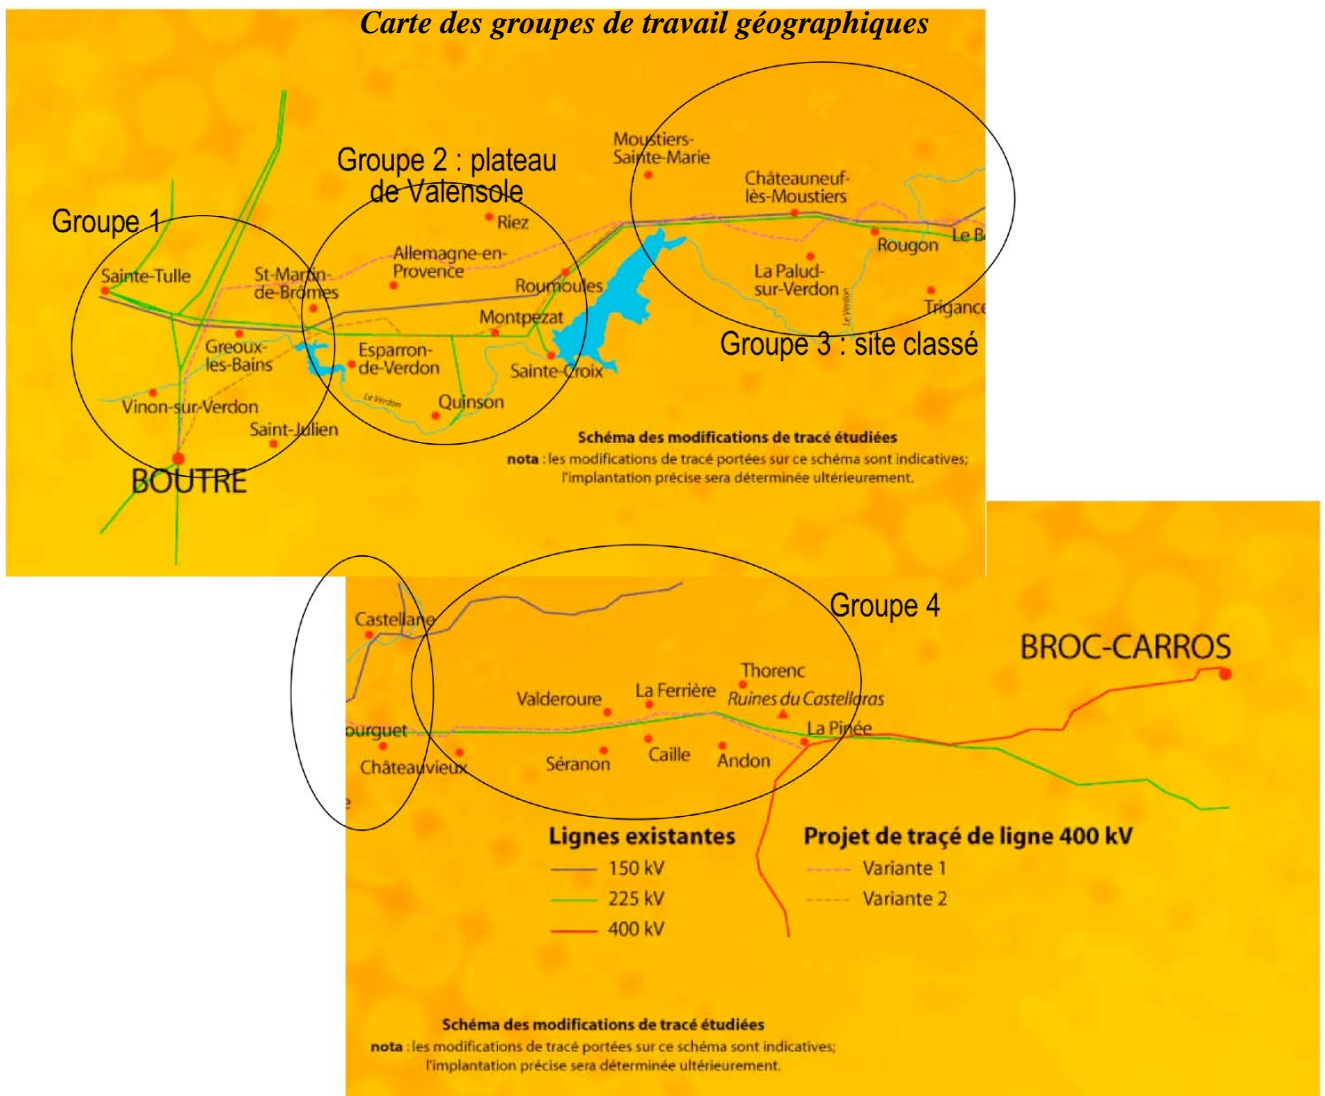 Carte des groupes de travail géographiques
Moustiers-
Sainte-Marie
Groupe 2 : plateau
de Valensole
Châteauneuf-
lès-Moustiers
Groupe 1
Riez
Rougon
Le B
Allemagne-en-
Provence
Sainte-Tulle
St-Martin-
de-Brômes
Roumoules
La Palud-
sur-Verdon
Le Verdon
Trigance
Montpezat
Groupe 3 : site classé
Greoux-
les-Bains
Esparron-
de-Verdon
Sainte-Croix
Le Verdon
Quinson
Vinon-sur-Verdon
Saint-Julien
Schéma des modifications de tracé étudiées
nota : les modifications de tracé portées sur ce schéma sont indicatives;
l'implantation précise sera déterminée ultérieurement.
BOUTRE
Groupe 4
Castellane
BROC-CARROS
Thorenc
La Ferrière
Ruines du Castellaras
Valderoure
La Pinée
ourguet
Châteauvieux
Séranon
Caille
Andon
e
Lignes existantes
150 kV
225 kV
400 kV
Projet de traçé de ligne 400 kV
Variante 1
Variante 2
Schéma des modifications de tracé étudiées
nota : les modifications de tracé portées sur ce schéma sont indicatives;
l'implantation précise sera déterminée ultérieurement.